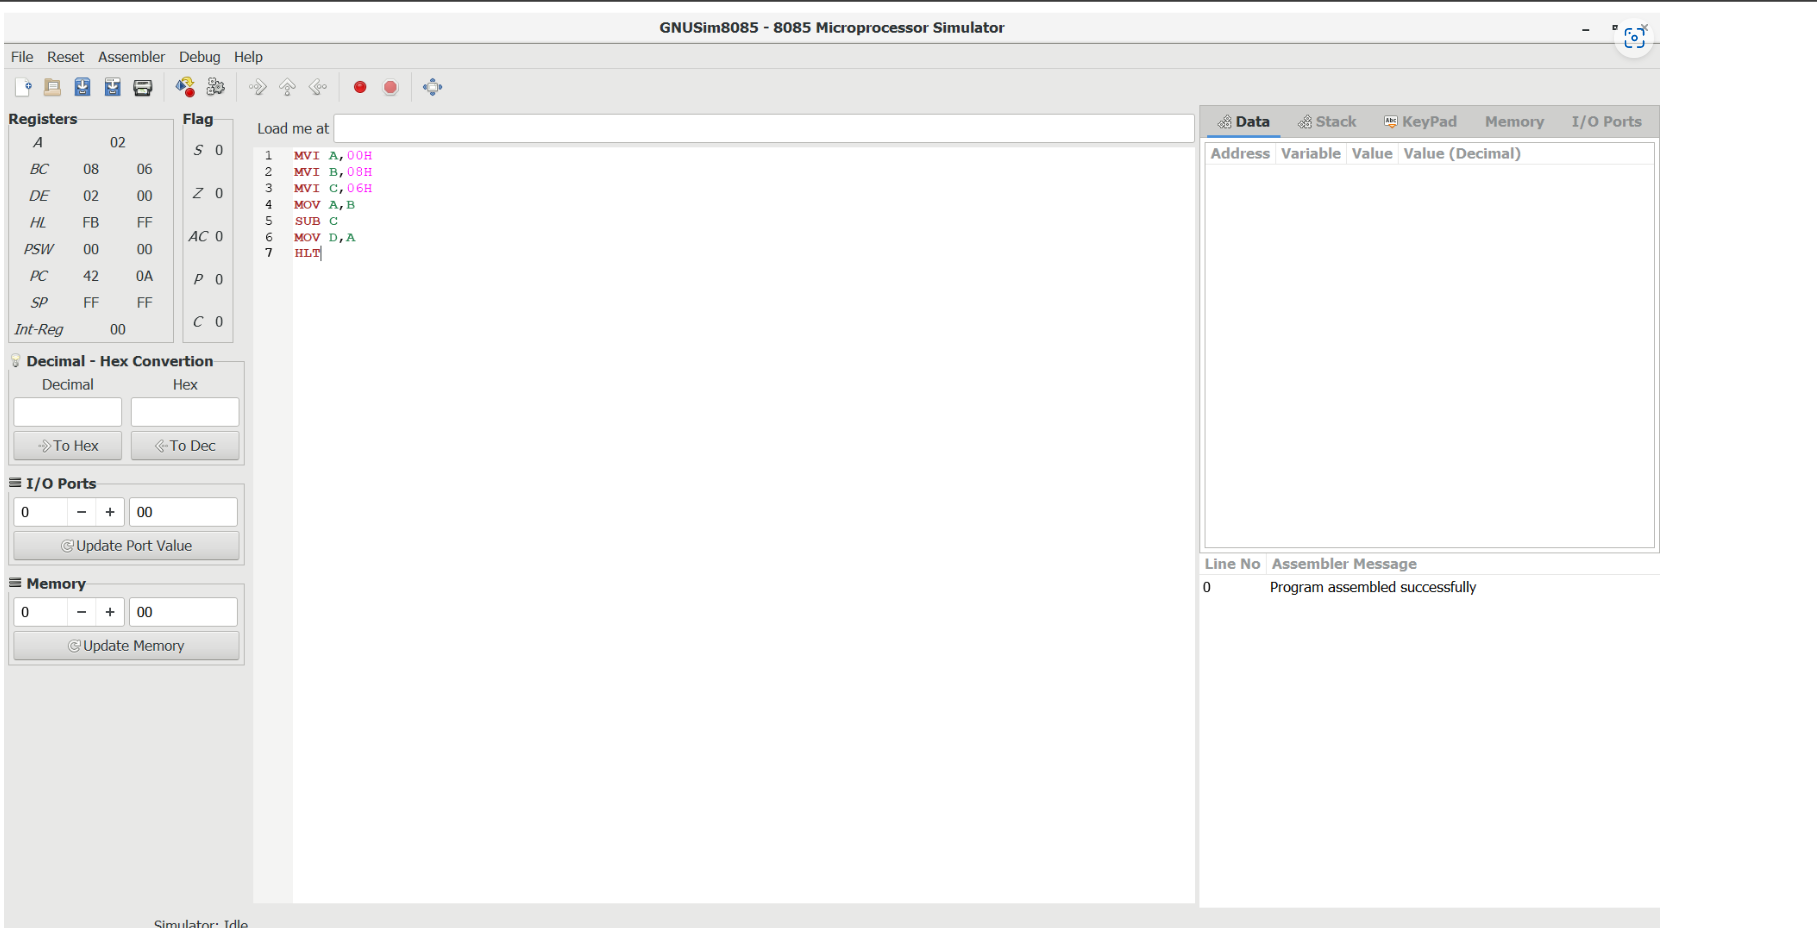 GNUSim8085 - 8085 Microprocessor Simulator
File Reset Assembler Debug Help
Registers
A 02
BC 08 06
DE 02 00
HL FB FF
PSW 00 00
PC 42 0A
SP FF FF
Int-Reg 00
Flag
S 0
Z 0
AC 0
P 0
C 0
Decimal - Hex Convertion
Decimal Hex
To Hex To Dec
I/O Ports
0 − + 00
Update Port Value
Memory
0 − + 00
Update Memory
Load me at
1 MVI A,00H
2 MVI B,08H
3 MVI C,06H
4 MOV A,B
5 SUB C
6 MOV D,A
7 HLT
Data Stack KeyPad Memory I/O Ports
Address Variable Value Value (Decimal)
Line No Assembler Message
0 Program assembled successfully
Simulator: Idle